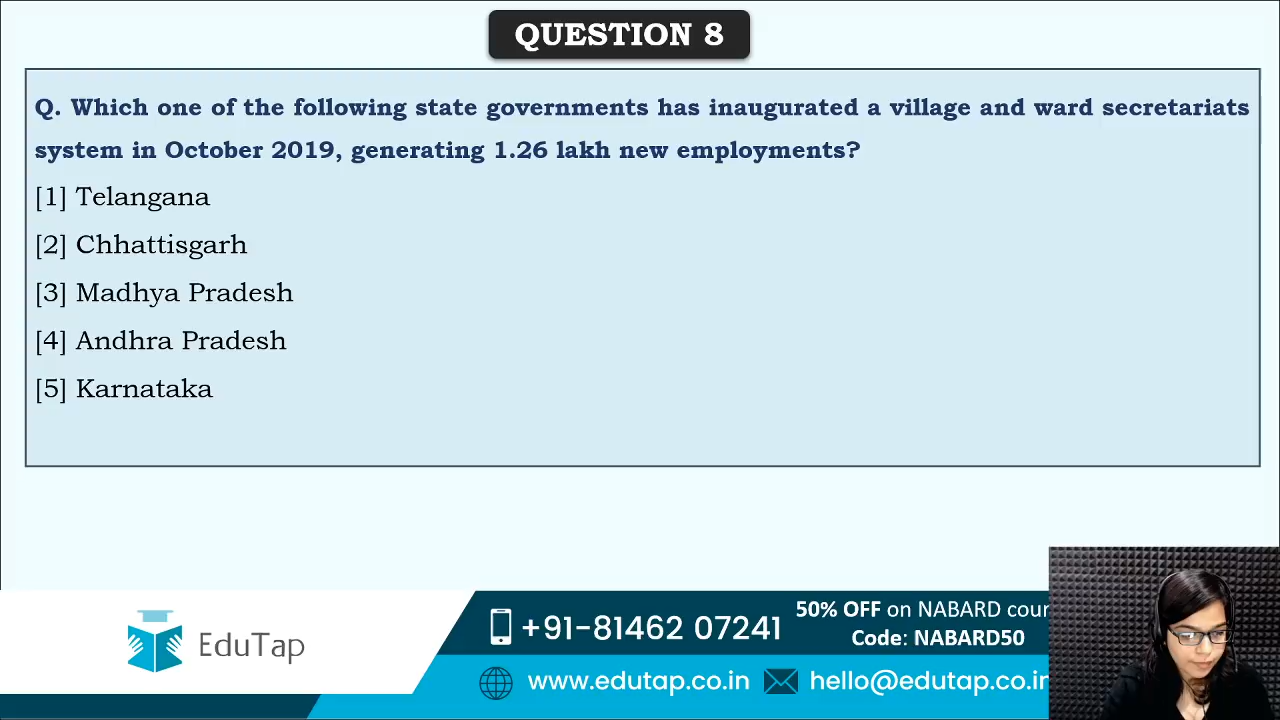 QUESTION 8
Q. Which one of the following state governments has inaugurated a village and ward secretariats
system in October 2019, generating 1.26 lakh new employments?
[1] Telangana
[2] Chhattisgarh
[3] Madhya Pradesh
[4] Andhra Pradesh
[5] Karnataka
EduTap
+91-81462 07241
50% OFF on NABARD cour
Code: NABARD50
www.edutap.co.in
hello@edutap.co.in